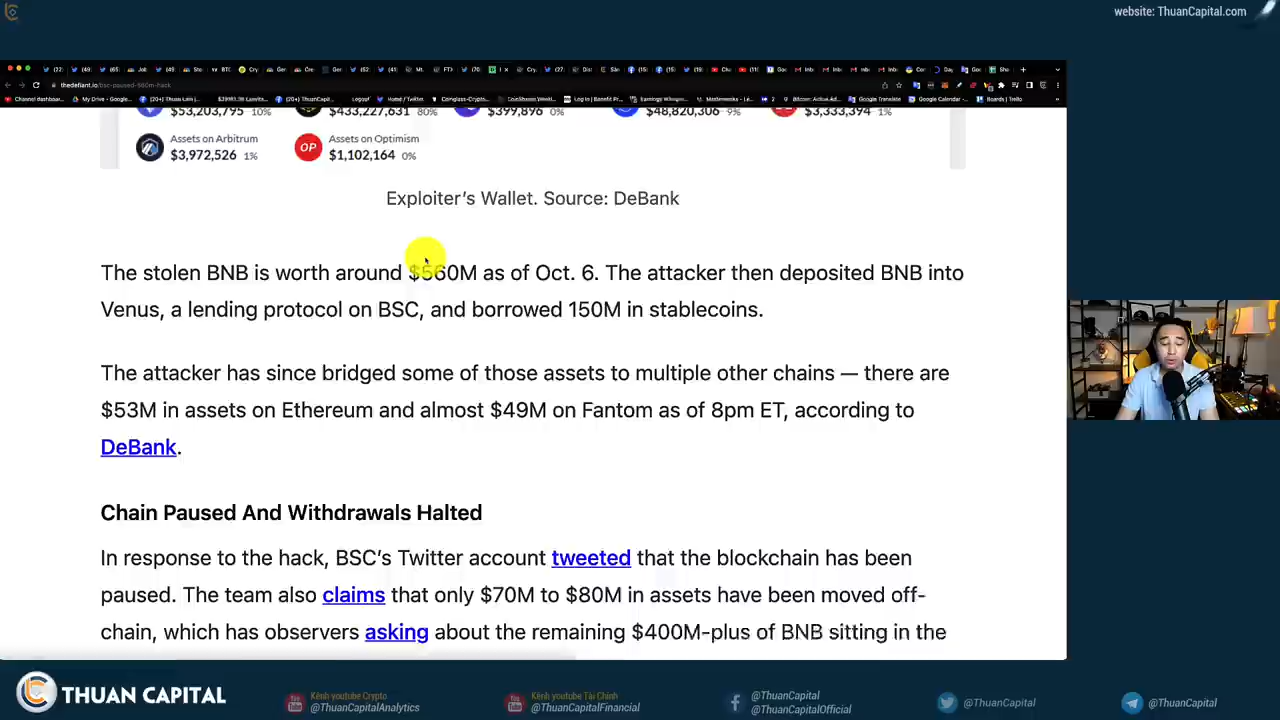 website: ThuanCapital.com
thedefiant.io/bsc-paused-560m-hack
$53,203,795 10%
$433,227,631 80%
$399,896 0%
$48,820,306 9%
$3,333,394 1%
Assets on Arbitrum
$3,972,526 1%
OP
Assets on Optimism
$1,102,164 0%
Exploiter’s Wallet. Source: DeBank
The stolen BNB is worth around $560M as of Oct. 6. The attacker then deposited BNB into
Venus, a lending protocol on BSC, and borrowed 150M in stablecoins.
The attacker has since bridged some of those assets to multiple other chains — there are
$53M in assets on Ethereum and almost $49M on Fantom as of 8pm ET, according to
DeBank.
Chain Paused And Withdrawals Halted
In response to the hack, BSC’s Twitter account tweeted that the blockchain has been
paused. The team also claims that only $70M to $80M in assets have been moved off-
chain, which has observers asking about the remaining $400M-plus of BNB sitting in the
THUAN CAPITAL
Kênh youtube Crypto
@ThuanCapitalAnalytics
Kênh youtube Tài Chính
@ThuanCapitalFinancial
@ThuanCapital
@ThuanCapitalOfficial
@ThuanCapital
@ThuanCapital